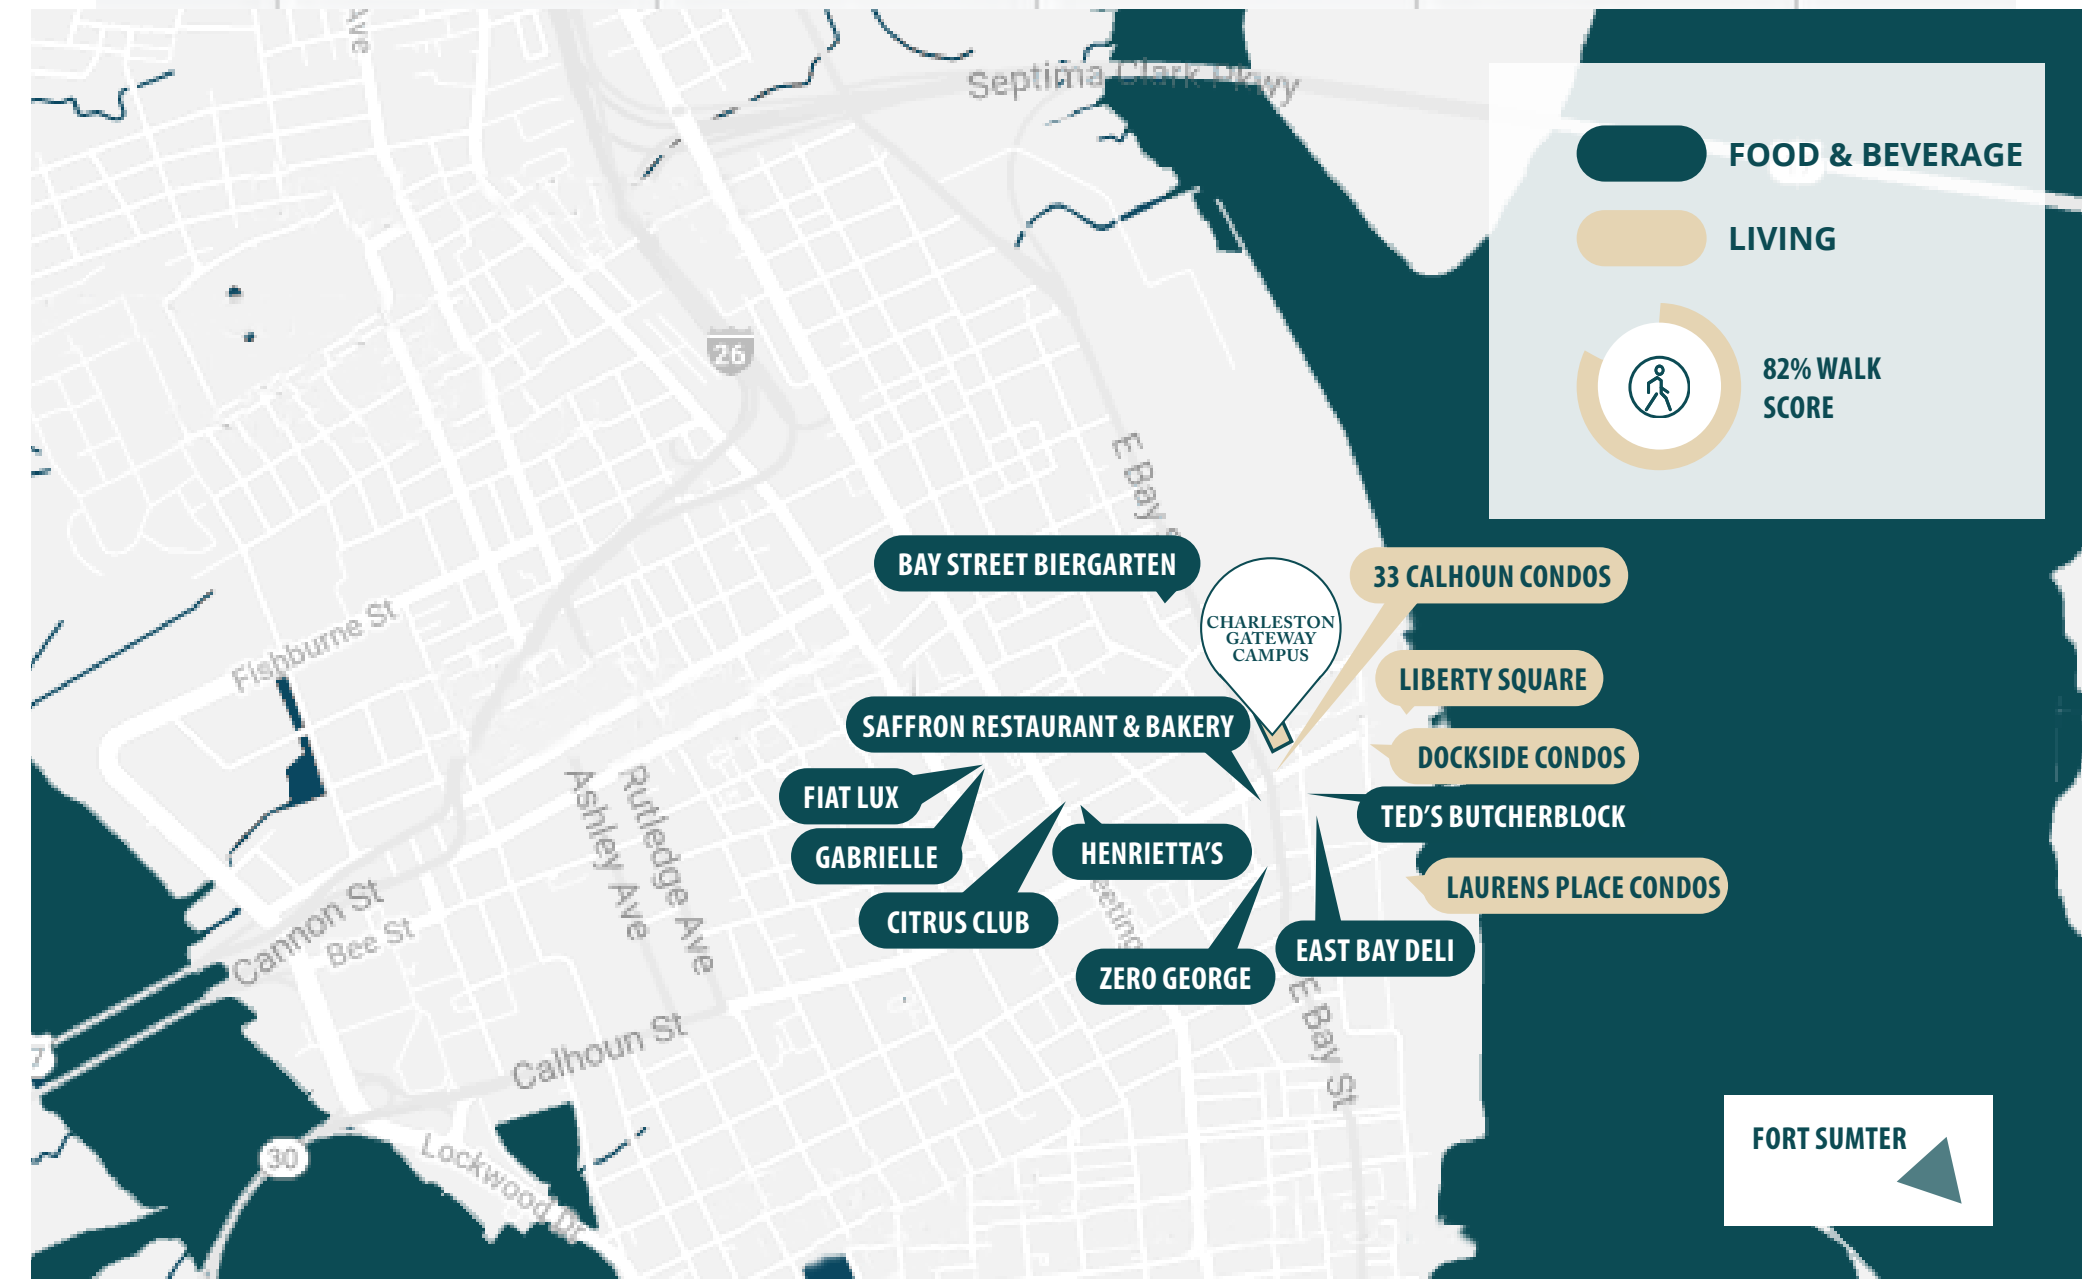 Ave
Septima Clark Pkwy
FOOD & BEVERAGE
LIVING
26
82% WALK
SCORE
E Bay
BAY STREET BIERGARTEN
33 CALHOUN CONDOS
CHARLESTON
GATEWAY
CAMPUS
Fishburne St
LIBERTY SQUARE
SAFFRON RESTAURANT & BAKERY
DOCKSIDE CONDOS
FIAT LUX
TED'S BUTCHERBLOCK
Rutledge Ave
Ashley Ave
GABRIELLE
HENRIETTA'S
LAURENS PLACE CONDOS
CITRUS CLUB
eeting
Cannon St
Bee St
EAST BAY DELI
ZERO GEORGE
E Bay St
Calhoun St
7
30
Lockwood Dr
FORT SUMTER